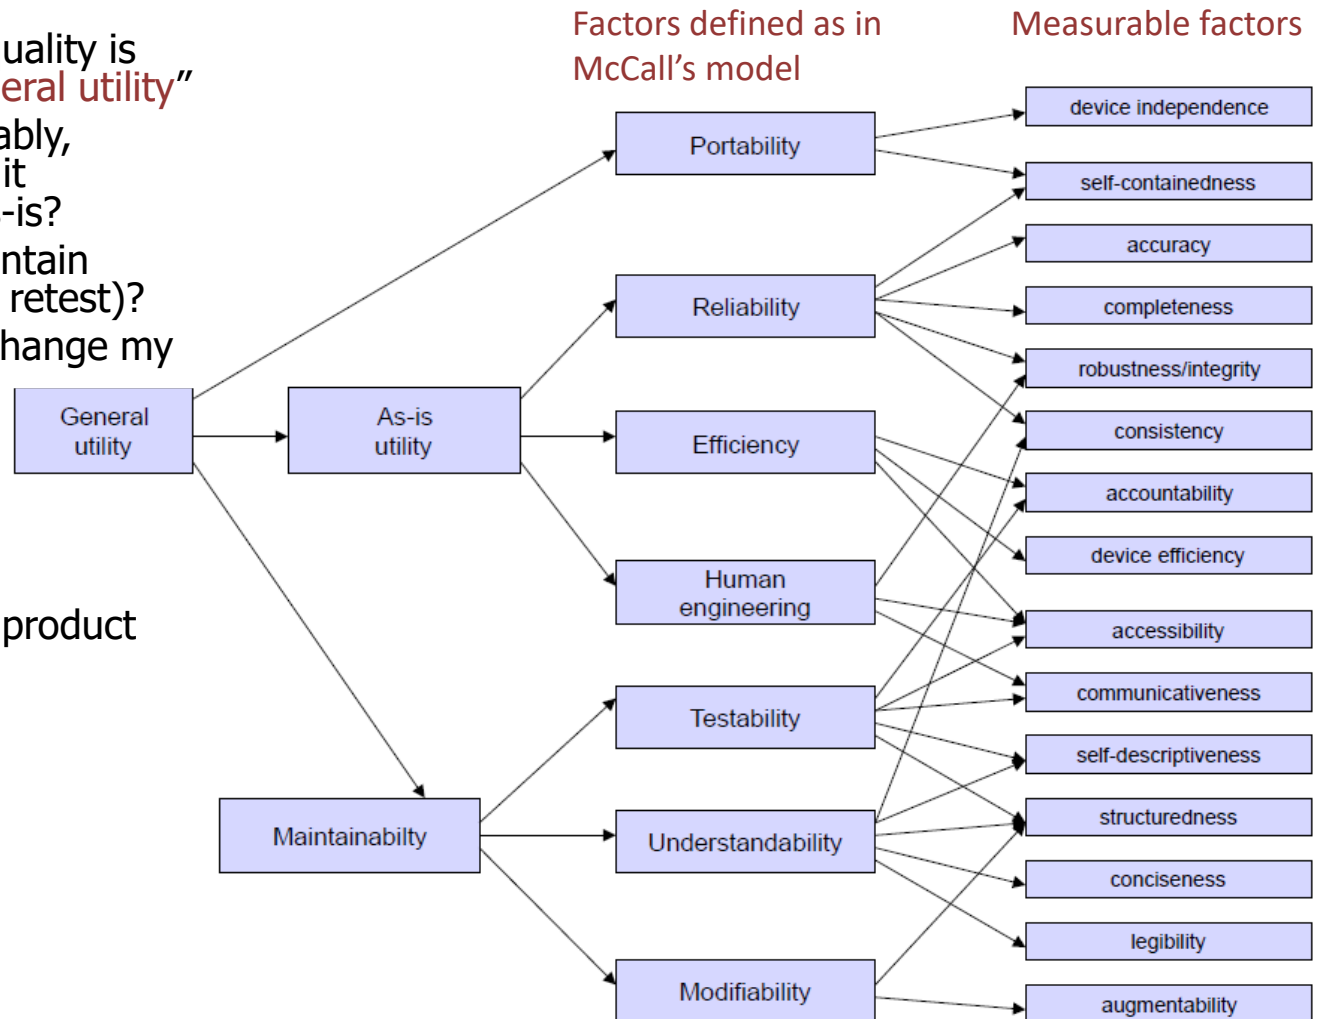 uality is
eral utility”
ably,
it
s-is?
ntain
retest)?
hange my
product
Factors defined as in
McCall’s model
Measurable factors
General
utility
As-is
utility
Maintainabilty
Portability
Reliability
Efficiency
Human
engineering
Testability
Understandability
Modifiability
device independence
self-containedness
accuracy
completeness
robustness/integrity
consistency
accountability
device efficiency
accessibility
communicativeness
self-descriptiveness
structuredness
conciseness
legibility
augmentability